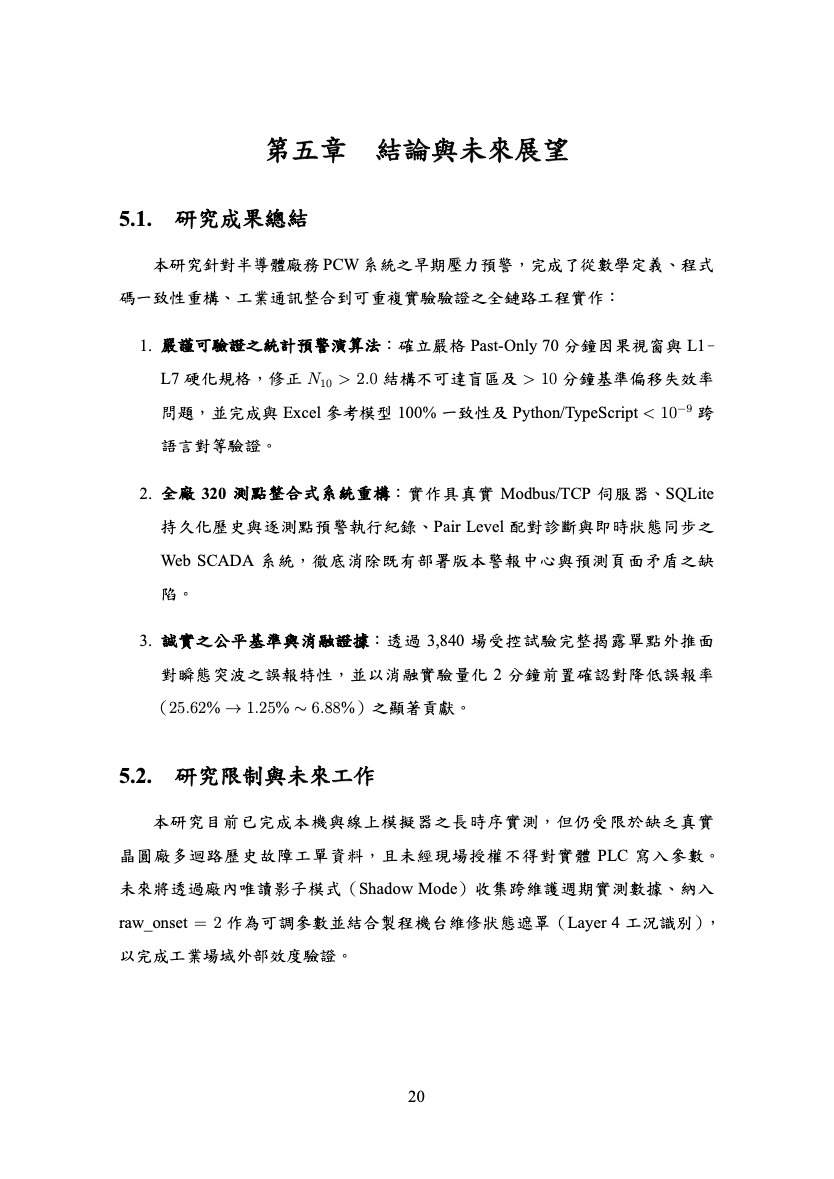 第五章　結論與未來展望
5.1.　研究成果總結
本研究針對半導體廠務 PCW 系統之早期壓力預警，完成了從數學定義、程式
碼一致性重構、工業通訊整合到可重複實驗驗證之全鏈路工程實作：
1. 嚴謹可驗證之統計預警演算法：確立嚴格 Past-Only 70 分鐘因果視窗與 L1–
L7 硬化規格，修正 N₁₀ > 2.0 結構不可達盲區及 > 10 分鐘基準偏移失效率
問題，並完成與 Excel 參考模型 100% 一致性及 Python/TypeScript < 10⁻⁹ 跨
語言對等驗證。
2. 全廠 320 測點整合式系統重構：實作具真實 Modbus/TCP 伺服器、SQLite
持久化歷史與逐測點預警執行紀錄、Pair Level 配對診斷與即時狀態同步之
Web SCADA 系統，徹底消除既有部署版本警報中心與預測頁面矛盾之缺
陷。
3. 誠實之公平基準與消融證據：透過 3,840 場受控試驗完整揭露單點外推面
對瞬態突波之誤報特性，並以消融實驗量化 2 分鐘前置確認對降低誤報率
（25.62% → 1.25% ∼ 6.88%）之顯著貢獻。
5.2.　研究限制與未來工作
本研究目前已完成本機與線上模擬器之長時序實測，但仍受限於缺乏真實
晶圓廠多迴路歷史故障工單資料，且未經現場授權不得對實體 PLC 寫入參數。
未來將透過廠內唯讀影子模式（Shadow Mode）收集跨維護週期實測數據、納入
raw_onset = 2 作為可調參數並結合製程機台維修狀態遮罩（Layer 4 工況識別），
以完成工業場域外部效度驗證。
20